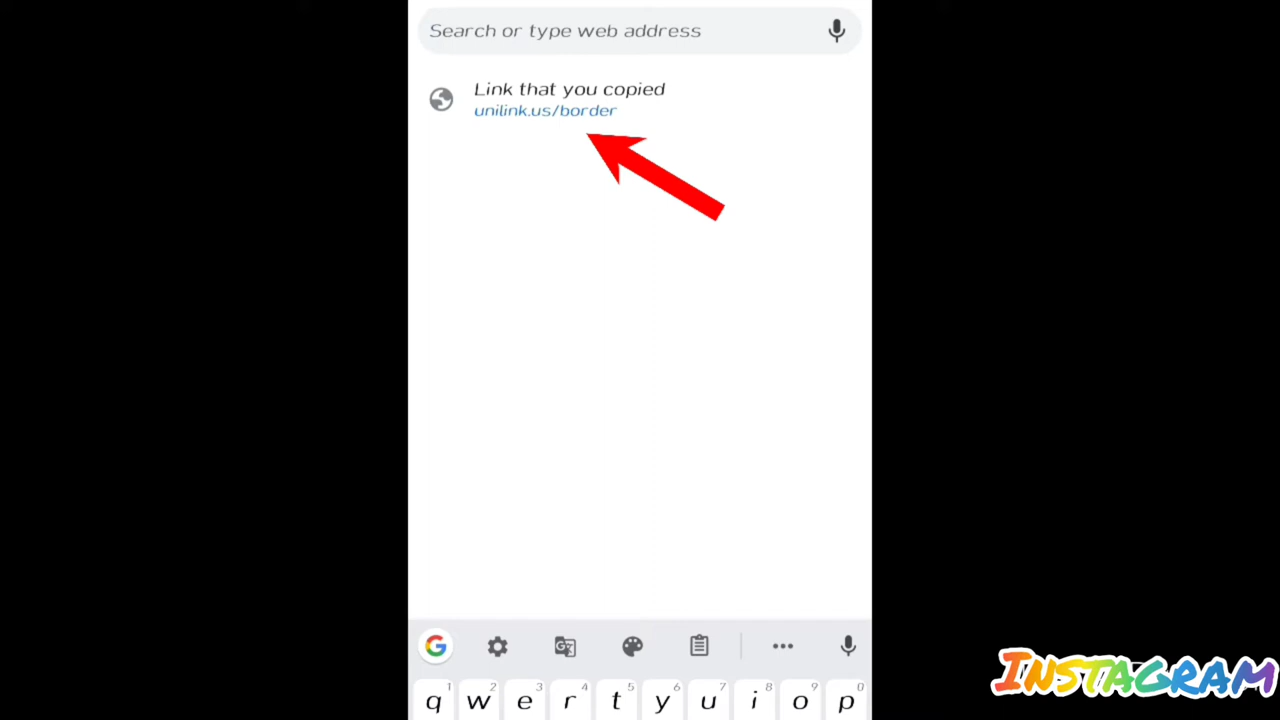 Search or type web address
Link that you copied
unilink.us/border
G
1 2 3 4 5 6 7 8 9 0
q w e r t y u i o p
INSTAGRAM